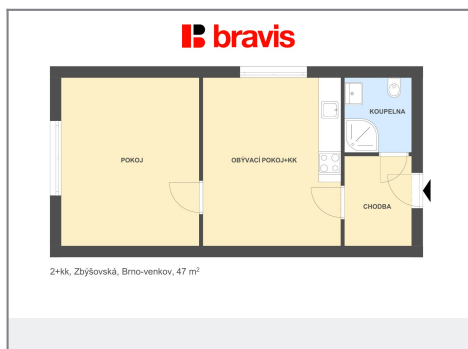 bravis
POKOJ
OBÝVACÍ POKOJ+KK
KOUPELNA
CHODBA
2+kk, Zbýšovská, Brno-venkov, 47 m²